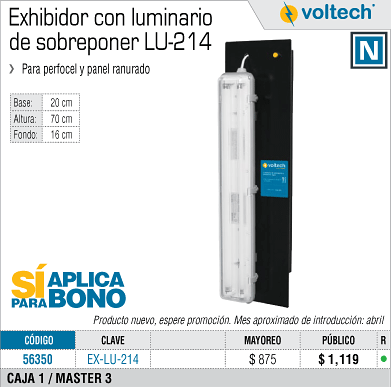 Exhibidor con luminario
de sobreponer LU-214
voltech®
N
Para perfocel y panel ranurado
Base: 20 cm
Altura: 70 cm
Fondo: 16 cm
voltech
SÍ APLICA
PARA BONO
Producto nuevo, espere promoción. Mes aproximado de introducción: abril
CÓDIGO CLAVE MAYOREO PÚBLICO R
56350 EX-LU-214 $ 875 $ 1,119
CAJA 1 / MASTER 3